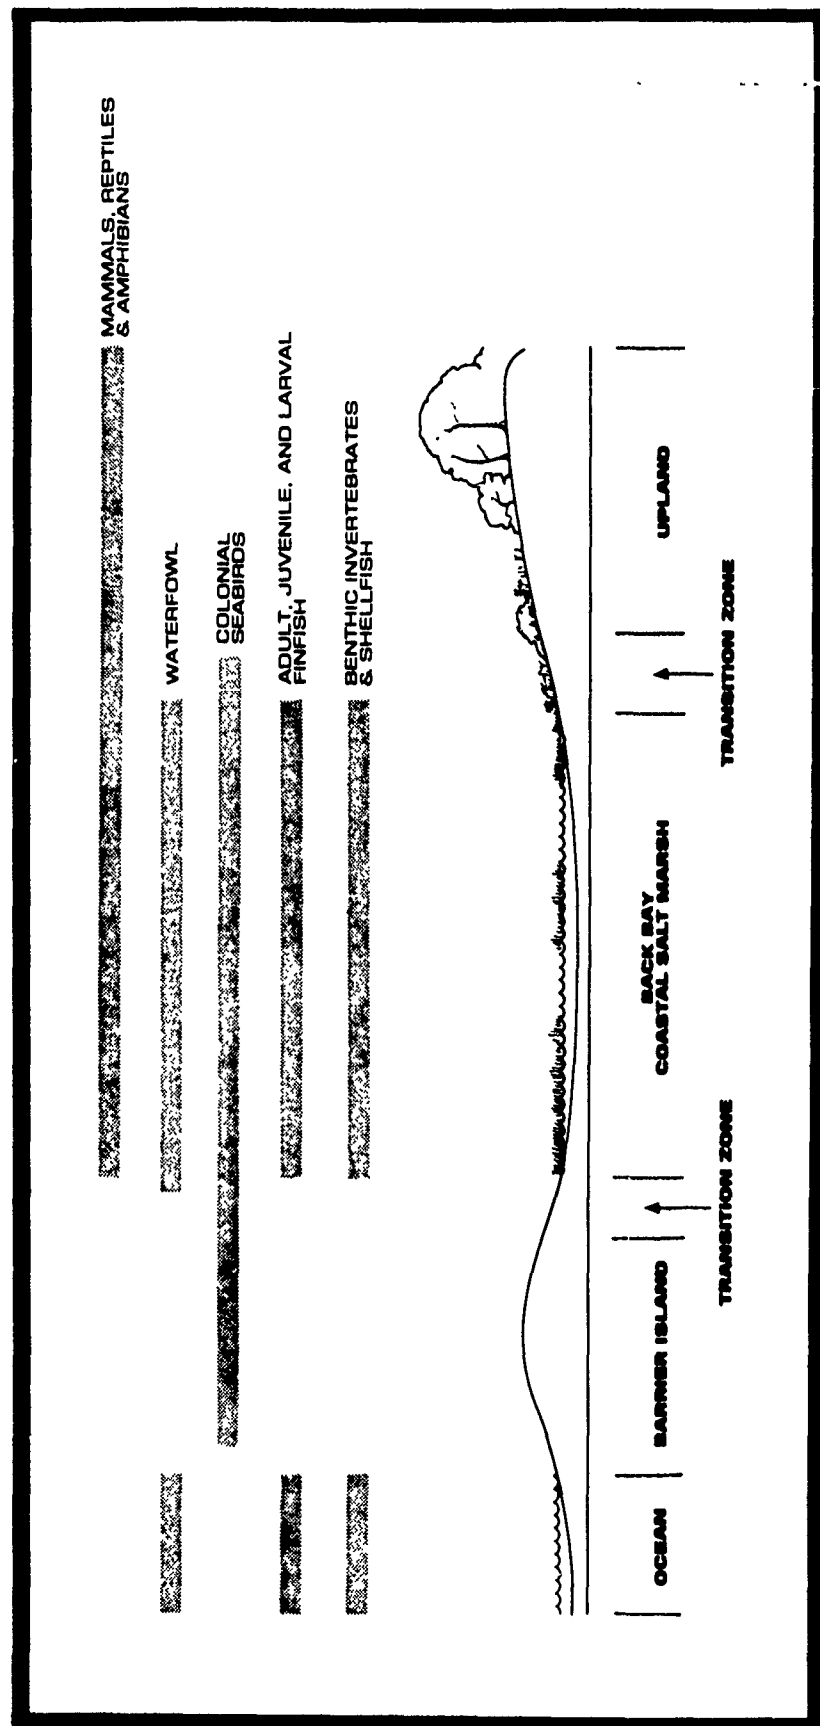 MAMMALS, REPTILES
& AMPHIBIANS
WATERFOWL
COLONIAL
SEABIRDS
ADULT, JUVENILE, AND LARVAL
FINFISH
BENTHIC INVERTEBRATES
& SHELLFISH
OCEAN
BARRIER ISLAND
TRANSITION ZONE
BACK BAY
COASTAL SALT MARSH
TRANSITION ZONE
UPLAND